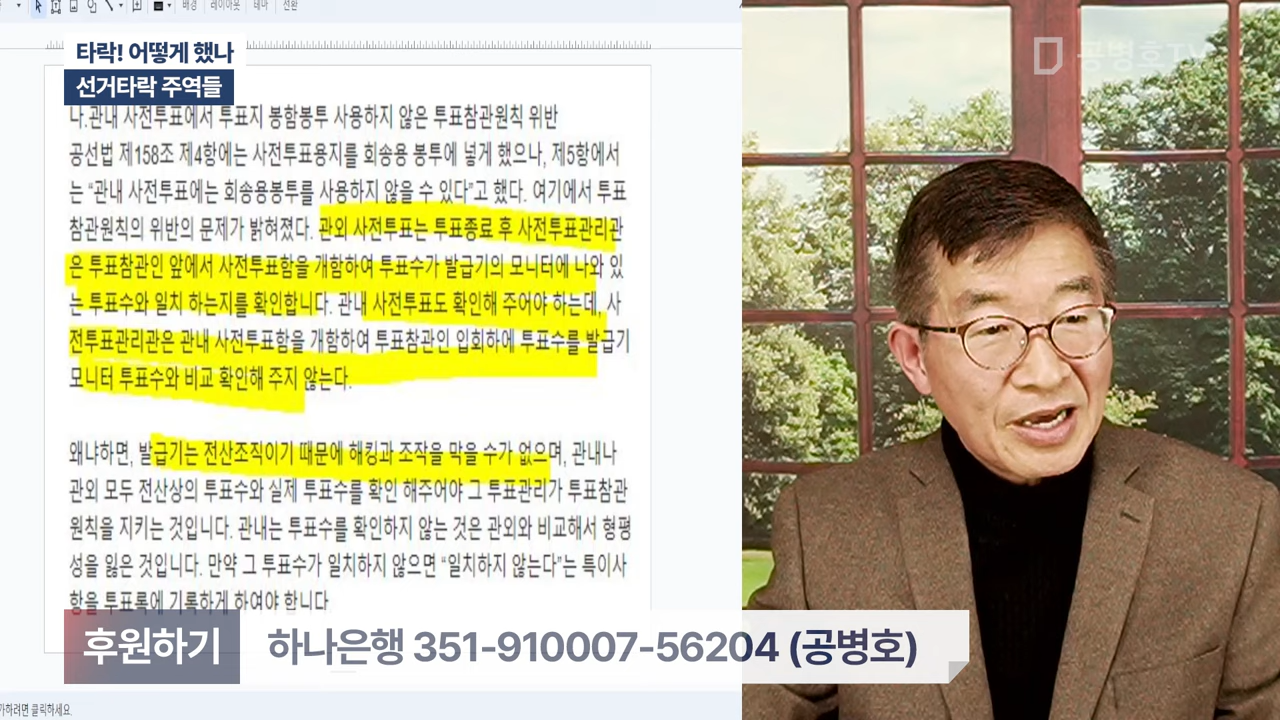 배경 레이아웃 테마 전환
타락! 어떻게 했나
선거타락 주역들
공병호TV
나.관내 사전투표에서 투표지 봉함봉투 사용하지 않은 투표참관원칙 위반
공선법 제158조 제4항에는 사전투표용지를 회송용 봉투에 넣게 했으나, 제5항에서
는 “관내 사전투표에는 회송용봉투를 사용하지 않을 수 있다”고 했다. 여기에서 투표
참관원칙의 위반의 문제가 밝혀졌다. 관외 사전투표는 투표종료 후 사전투표관리관
은 투표참관인 앞에서 사전투표함을 개함하여 투표수가 발급기의 모니터에 나와 있
는 투표수와 일치 하는지를 확인합니다. 관내 사전투표도 확인해 주어야 하는데, 사
전투표관리관은 관내 사전투표함을 개함하여 투표참관인 입회하에 투표수를 발급기
모니터 투표수와 비교 확인해 주지 않는다.
왜냐하면, 발급기는 전산조직이기 때문에 해킹과 조작을 막을 수가 없으며, 관내나
관외 모두 전산상의 투표수와 실제 투표수를 확인 해주어야 그 투표관리가 투표참관
원칙을 지키는 것입니다. 관내는 투표수를 확인하지 않는 것은 관외와 비교해서 형평
성을 잃은 것입니다. 만약 그 투표수가 일치하지 않으면 “일치하지 않는다”는 특이사
항을 투표록에 기록하게 하여야 한니다
후원하기
하나은행 351-910007-56204 (공병호)
가하려면 클릭하세요.